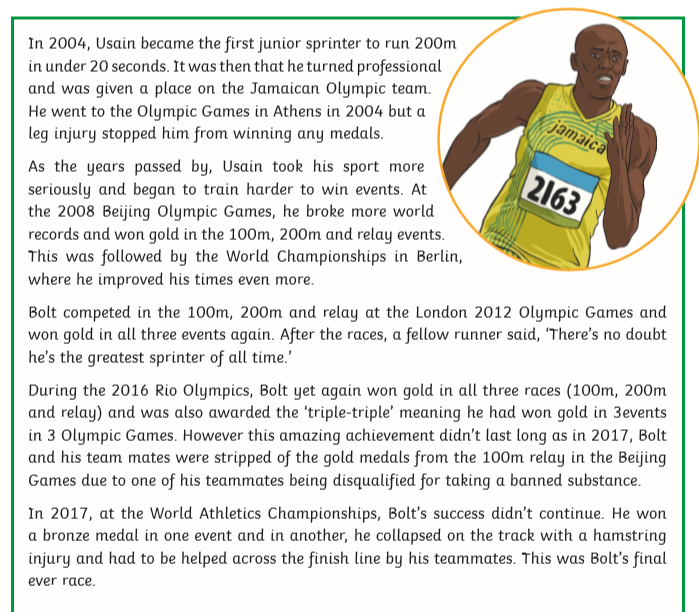 In 2004, Usain became the first junior sprinter to run 200m
in under 20 seconds. It was then that he turned professional
and was given a place on the Jamaican Olympic team.
He went to the Olympic Games in Athens in 2004 but a
leg injury stopped him from winning any medals.
As the years passed by, Usain took his sport more
seriously and began to train harder to win events. At
the 2008 Beijing Olympic Games, he broke more world
records and won gold in the 100m, 200m and relay events.
This was followed by the World Championships in Berlin,
where he improved his times even more.
jamaica
2163
Bolt competed in the 100m, 200m and relay at the London 2012 Olympic Games and
won gold in all three events again. After the races, a fellow runner said, ‘There’s no doubt
he’s the greatest sprinter of all time.’
During the 2016 Rio Olympics, Bolt yet again won gold in all three races (100m, 200m
and relay) and was also awarded the ‘triple-triple’ meaning he had won gold in 3events
in 3 Olympic Games. However this amazing achievement didn’t last long as in 2017, Bolt
and his team mates were stripped of the gold medals from the 100m relay in the Beijing
Games due to one of his teammates being disqualified for taking a banned substance.
In 2017, at the World Athletics Championships, Bolt’s success didn’t continue. He won
a bronze medal in one event and in another, he collapsed on the track with a hamstring
injury and had to be helped across the finish line by his teammates. This was Bolt’s final
ever race.